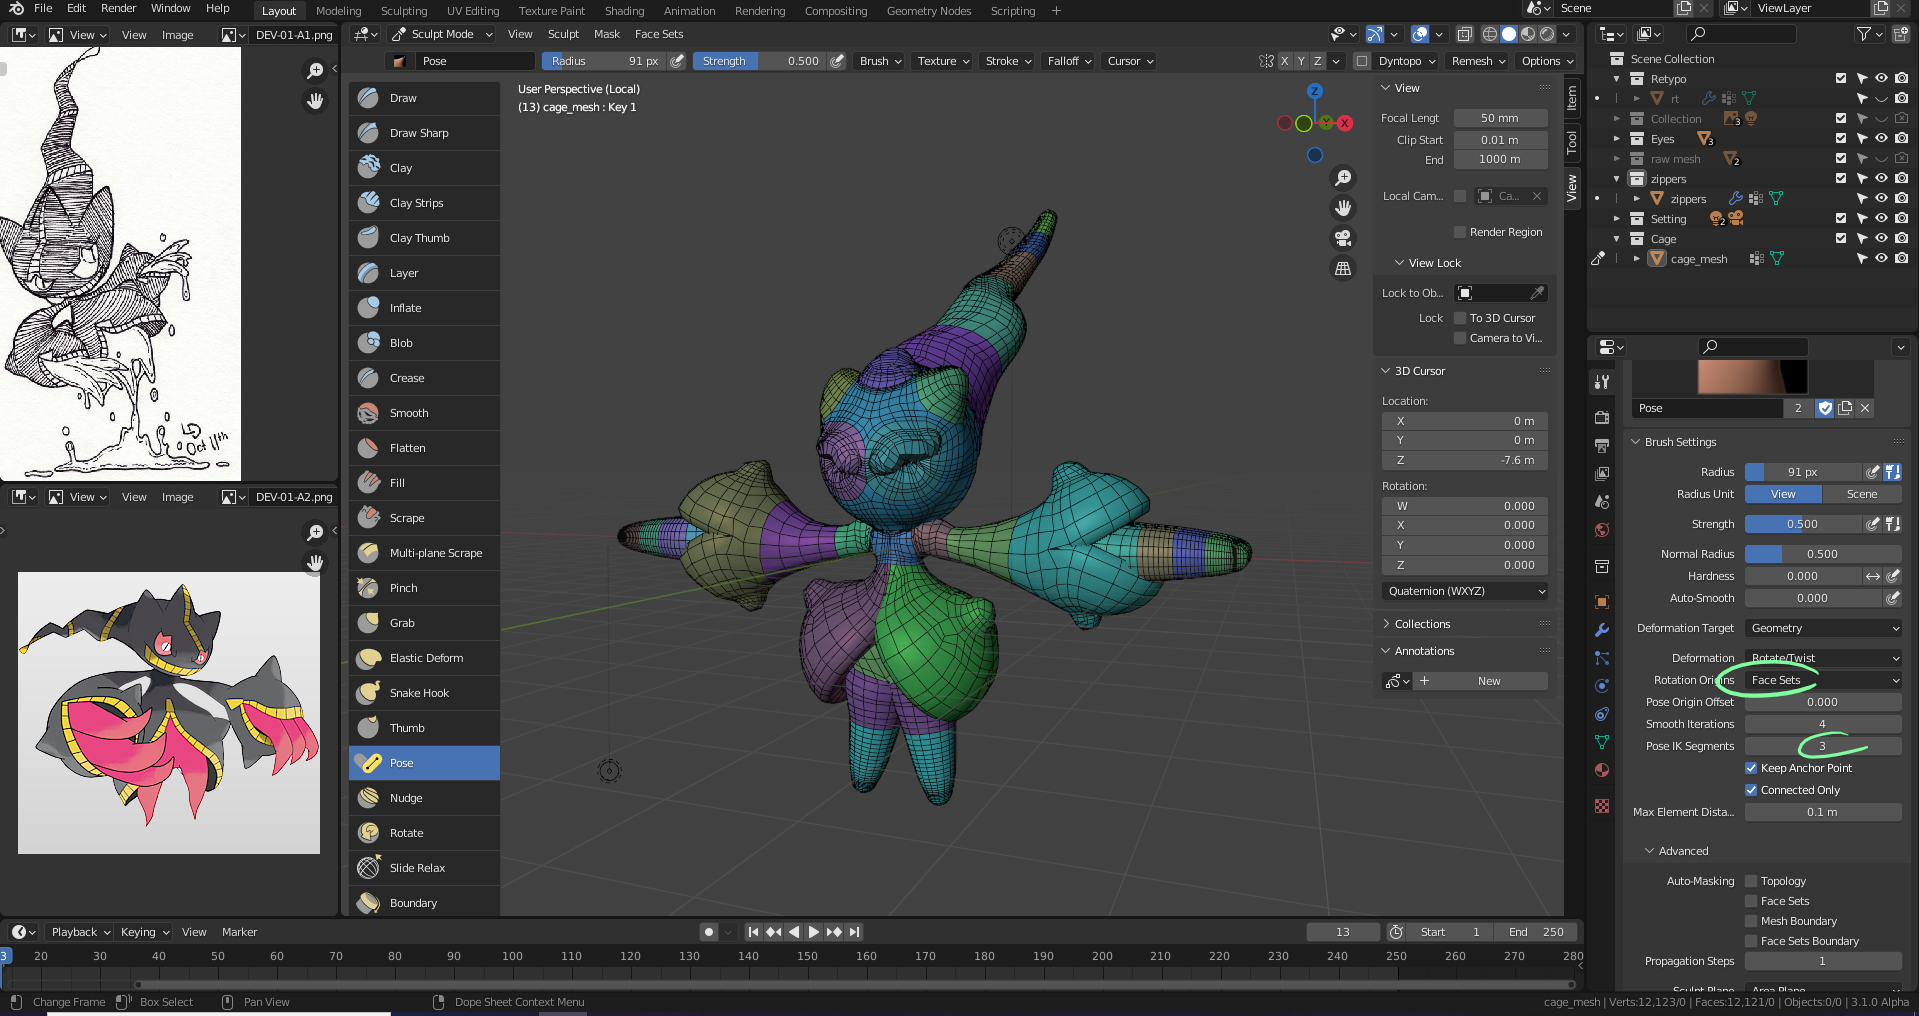 File Edit Render Window Help Layout Modeling Sculpting UV Editing Texture Paint Shading Animation Rendering Compositing Geometry Nodes Scripting + Scene ViewLayer
View View Image DEV-01-A1.png
Sculpt Mode View Sculpt Mask Face Sets
Pose Radius 91 px Strength 0.500 Brush Texture Stroke Falloff Cursor X Y Z Dyntopo Remesh Options
User Perspective (Local)
(13) cage_mesh : Key 1
Draw
Draw Sharp
Clay
Clay Strips
Clay Thumb
Layer
Inflate
Blob
Crease
Smooth
Flatten
Fill
Scrape
Multi-plane Scrape
Pinch
Grab
Elastic Deform
Snake Hook
Thumb
Pose
Nudge
Rotate
Slide Relax
Boundary
LD
Oct 11th
View View Image DEV-01-A2.png
Z
Y
X
View
Focal Lengt 50 mm
Clip Start 0.01 m
End 1000 m
Local Cam... Ca...
Render Region
View Lock
Lock to Ob...
Lock To 3D Cursor
Camera to Vi...
3D Cursor
Location:
X 0 m
Y 0 m
Z -7.6 m
Rotation:
W 0.000
X 0.000
Y 0.000
Z 0.000
Quaternion (WXYZ)
Collections
Annotations
New
Item
Tool
View
Scene Collection
Retypo
rt
Collection 3
Eyes 3
raw mesh 2
zippers
zippers
Setting 2
Cage
cage_mesh
Pose 2
Brush Settings
Radius 91 px
Radius Unit View Scene
Strength 0.500
Normal Radius 0.500
Hardness 0.000
Auto-Smooth 0.000
Deformation Target Geometry
Deformation Rotate/Twist
Rotation Origins Face Sets
Pose Origin Offset 0.000
Smooth Iterations 4
Pose IK Segments 3
Keep Anchor Point
Connected Only
Max Element Dista... 0.1 m
Advanced
Auto-Masking Topology
Face Sets
Mesh Boundary
Face Sets Boundary
Propagation Steps 1
Sculpt Plane Area Plane
Playback Keying View Marker 13 Start 1 End 250
3 20 30 40 50 60 70 80 90 100 110 120 130 140 150 160 170 180 190 200 210 220 230 240 250 260 270 280
Change Frame Box Select Pan View Dope Sheet Context Menu cage_mesh | Verts:12,123/0 | Faces:12,121/0 | Objects:0/0 | 3.1.0 Alpha